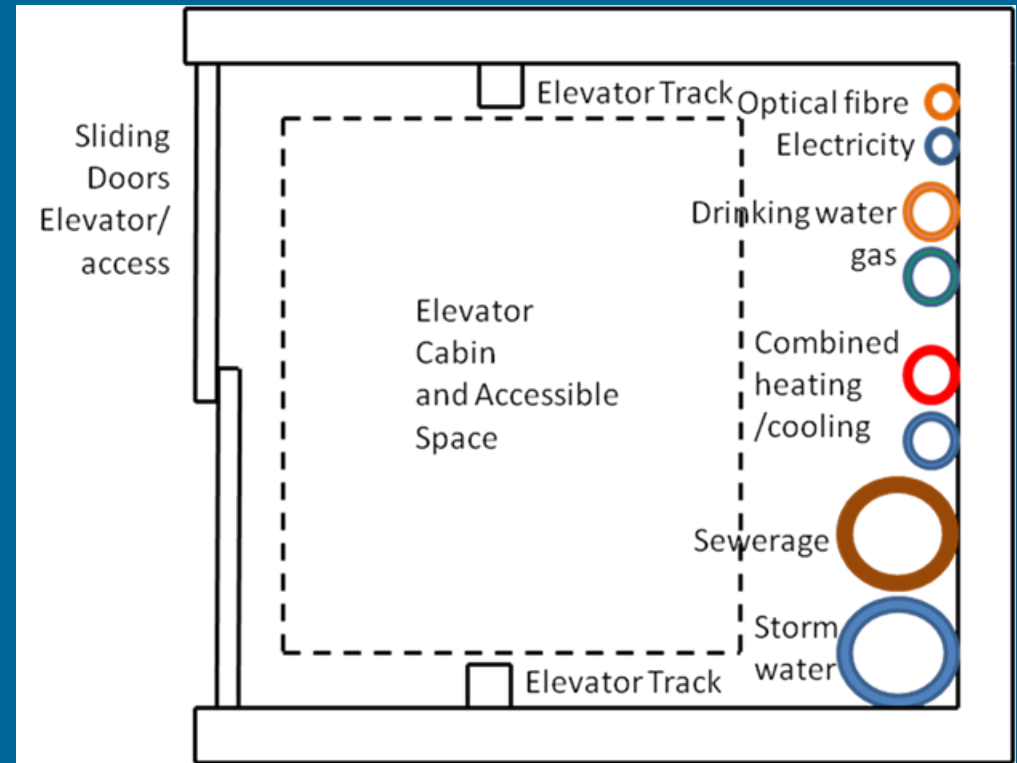 Elevator Track
Optical fibre
Electricity
Sliding
Doors
Elevator/
access
Drinking water
gas
Elevator
Cabin
and Accessible
Space
Combined
heating
/cooling
Sewerage
Storm
water
Elevator Track